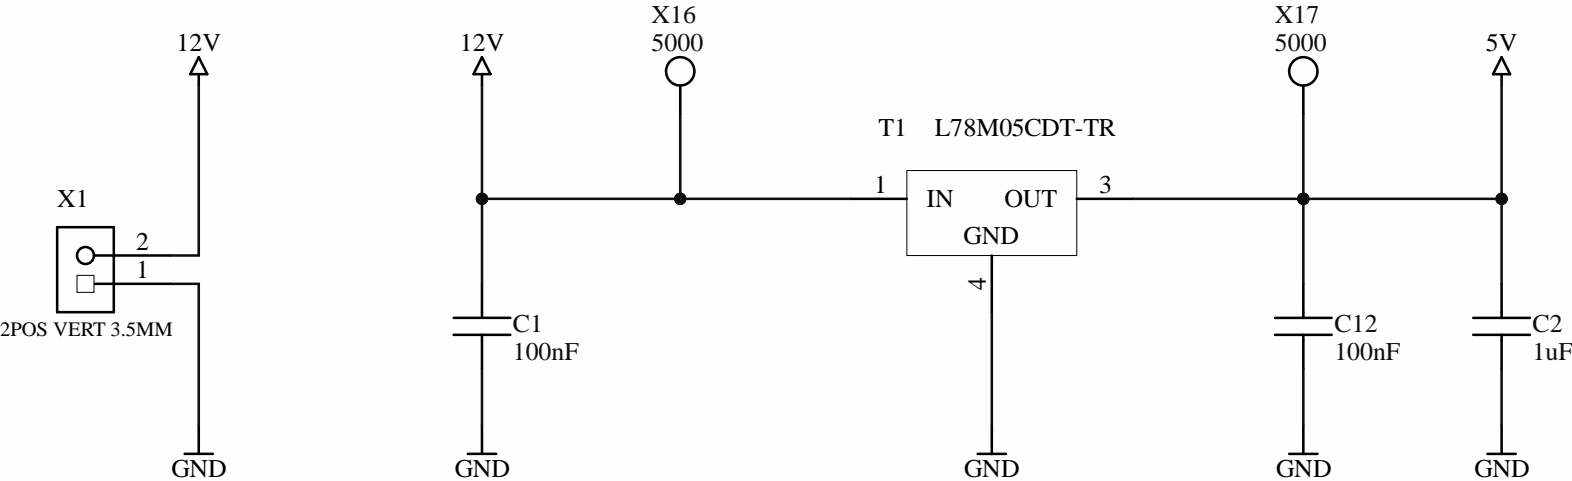 X16
5000
X17
5000
12V
12V
5V
T1 L78M05CDT-TR
X1
1
IN OUT
3
GND
2
1
4
2POS VERT 3.5MM
C1
100nF
C12
100nF
C2
1uF
GND
GND
GND
GND
GND